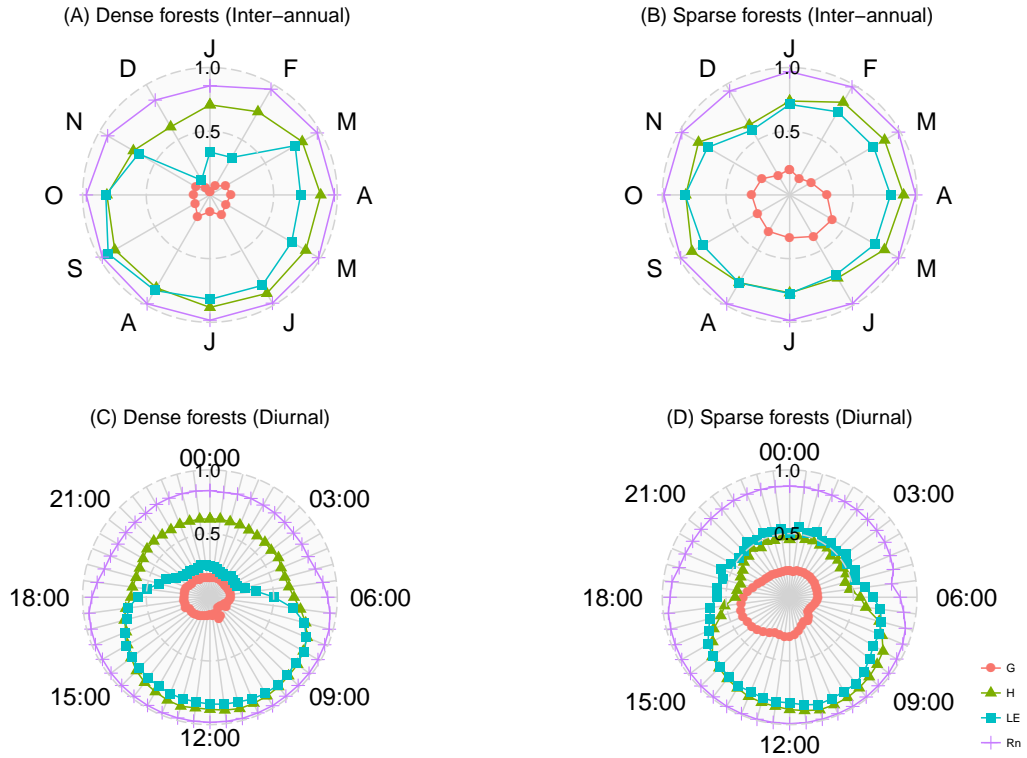 (A) Dense forests (Inter−annual)
J
F
M
A
M
J
J
A
S
O
N
D
1.0
0.5
(B) Sparse forests (Inter−annual)
J
F
M
A
M
J
J
A
S
O
N
D
1.0
0.5
(C) Dense forests (Diurnal)
00:00
03:00
06:00
09:00
12:00
15:00
18:00
21:00
1.0
0.5
(D) Sparse forests (Diurnal)
00:00
03:00
06:00
09:00
12:00
15:00
18:00
21:00
1.0
0.5
G
H
LE
Rn